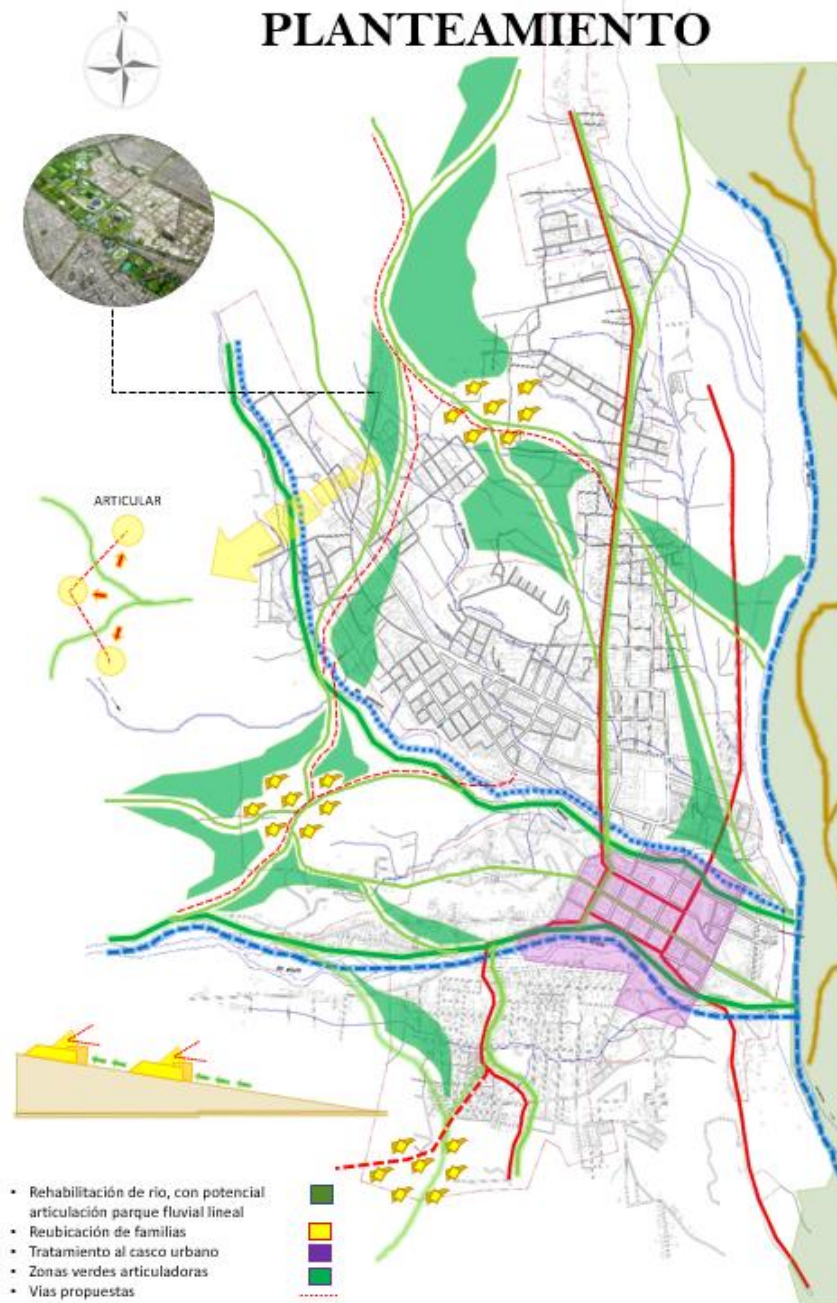 PLANTEAMIENTO
N
ARTICULAR
• Rehabilitación de rio, con potencial
articulación parque fluvial lineal
• Reubicación de familias
• Tratamiento al casco urbano
• Zonas verdes articuladoras
• Vias propuestas